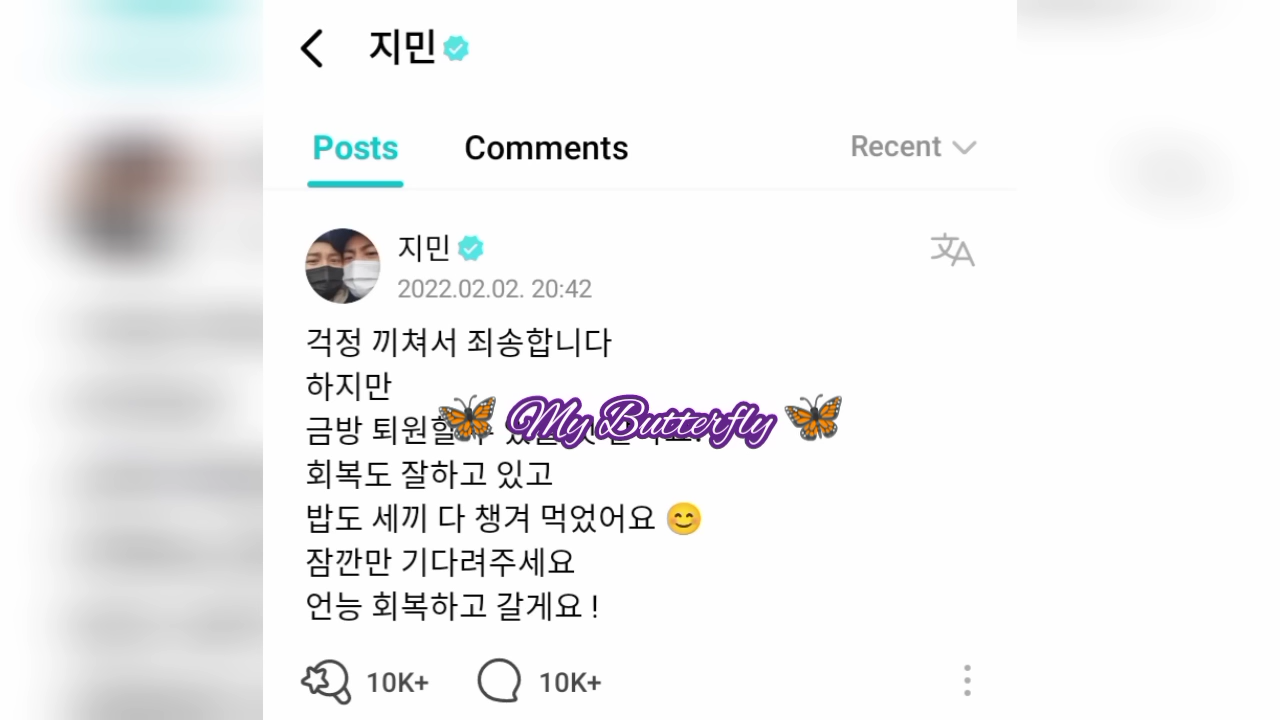 지민
Posts Comments Recent
지민
2022.02.02. 20:42
걱정 끼쳐서 죄송합니다
하지만
My Butterfly
금방 퇴원할
회복도 잘하고 있고
밥도 세끼 다 챙겨 먹었어요 😊
잠깐만 기다려주세요
언능 회복하고 갈게요 !
10K+ 10K+